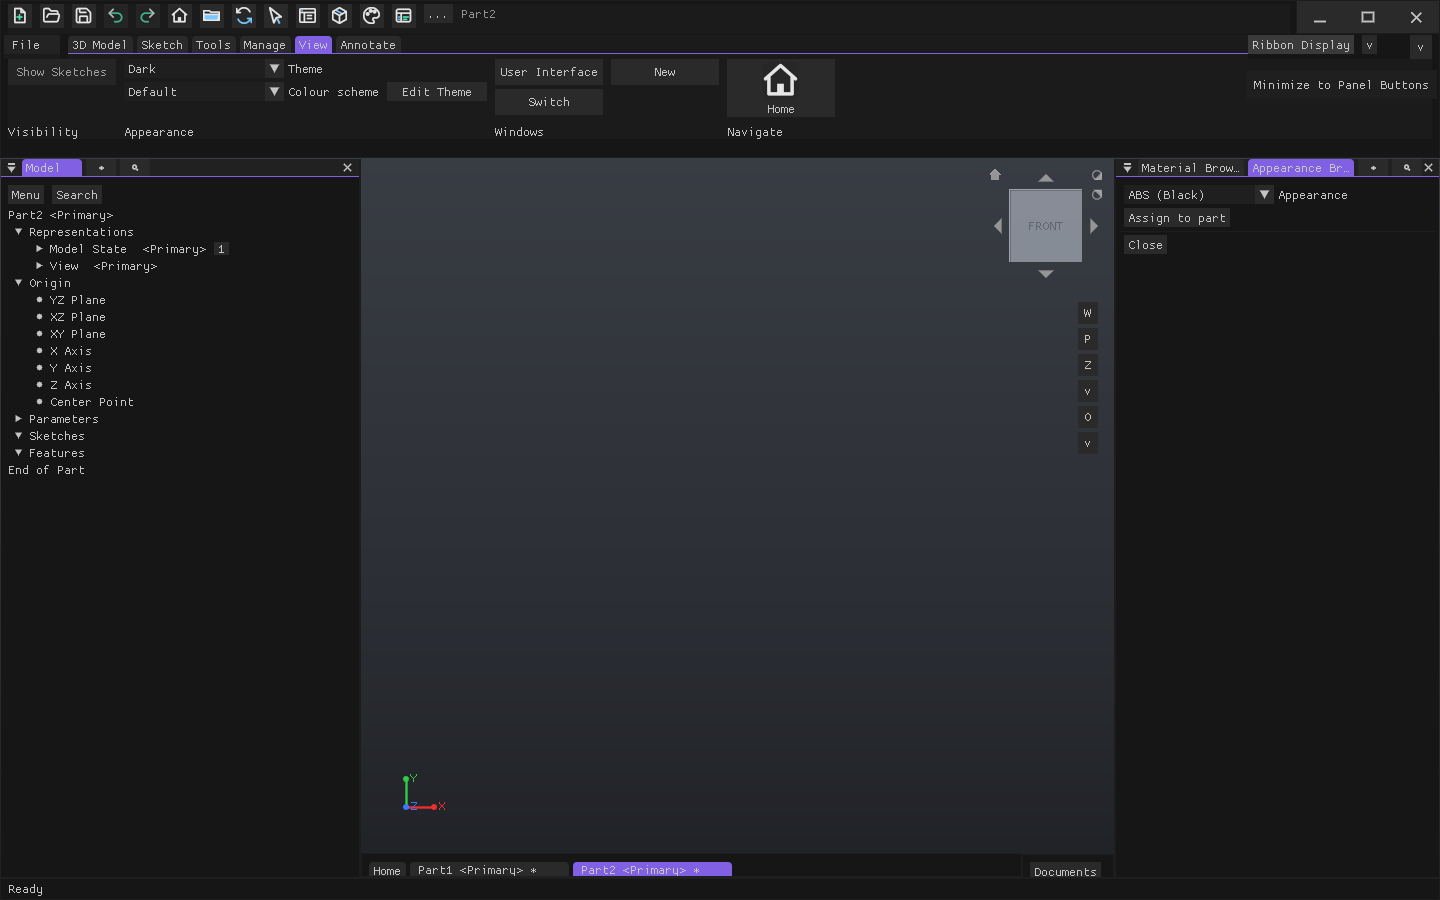 ... Part2
File 3D Model Sketch Tools Manage View Annotate Ribbon Display v v
Show Sketches Dark Theme User Interface New
Default Colour scheme Edit Theme Switch Home Minimize to Panel Buttons
Visibility Appearance Windows Navigate
Model
Menu Search
Part2 <Primary>
Representations
Model State <Primary> 1
View <Primary>
Origin
YZ Plane
XZ Plane
XY Plane
X Axis
Y Axis
Z Axis
Center Point
Parameters
Sketches
Features
End of Part
FRONT
W
P
Z
v
O
v
Y
Z X
Material Brow… Appearance Br…
ABS (Black) Appearance
Assign to part
Close
Home Part1 <Primary> * Part2 <Primary> * Documents
Ready